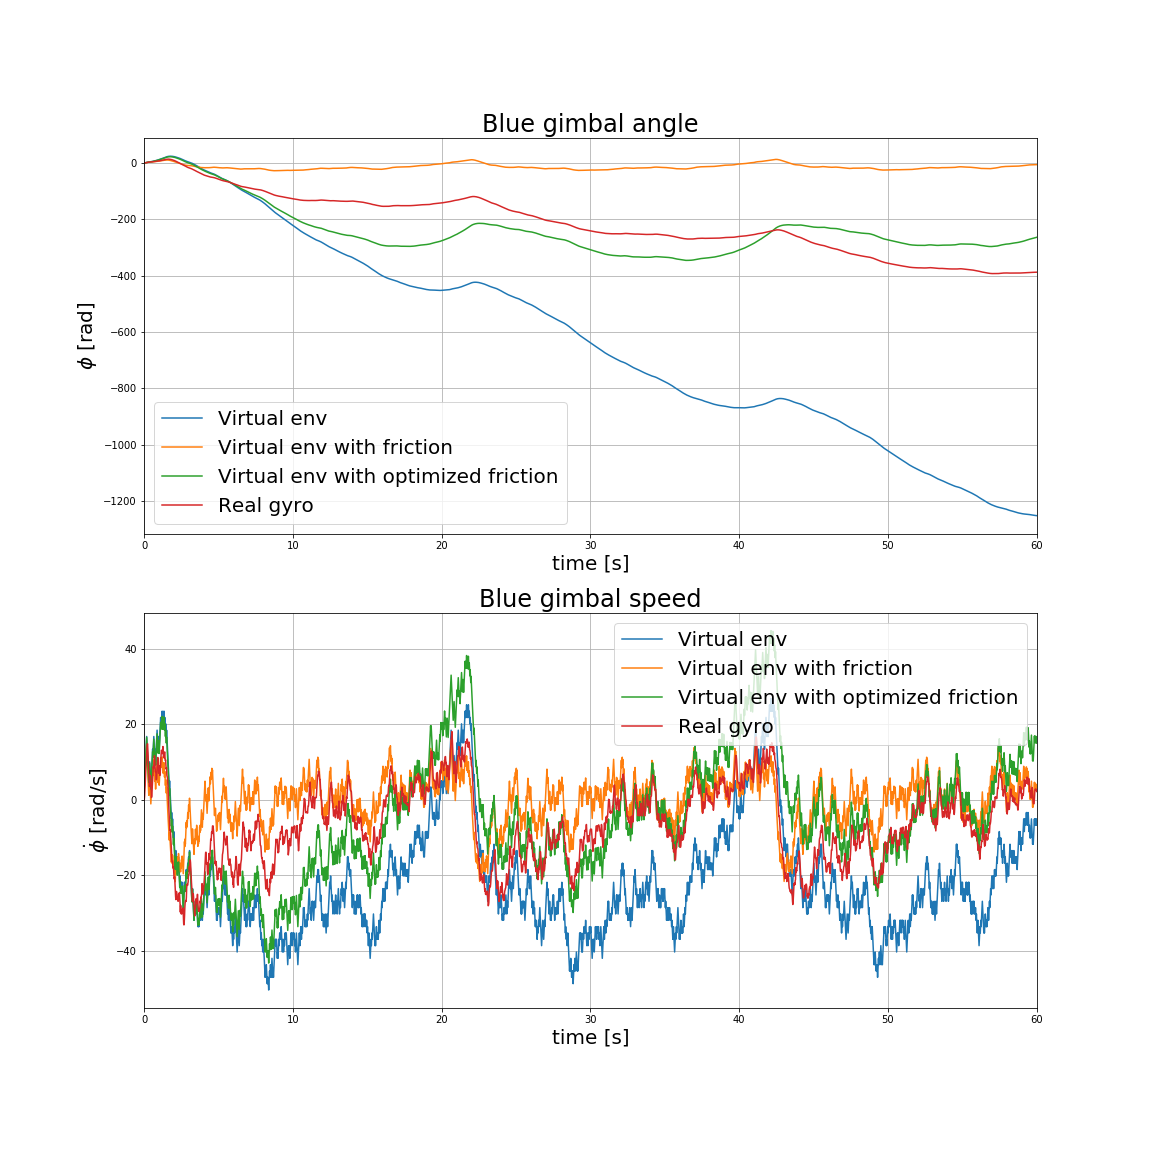 Blue gimbal angle
0
−200
−400
−600
−800
−1000
−1200
ϕ [rad]
Virtual env
Virtual env with friction
Virtual env with optimized friction
Real gyro
0 10 20 30 40 50 60
time [s]
Blue gimbal speed
40
20
0
−20
−40
ϕ̇ [rad/s]
Virtual env
Virtual env with friction
Virtual env with optimized friction
Real gyro
0 10 20 30 40 50 60
time [s]